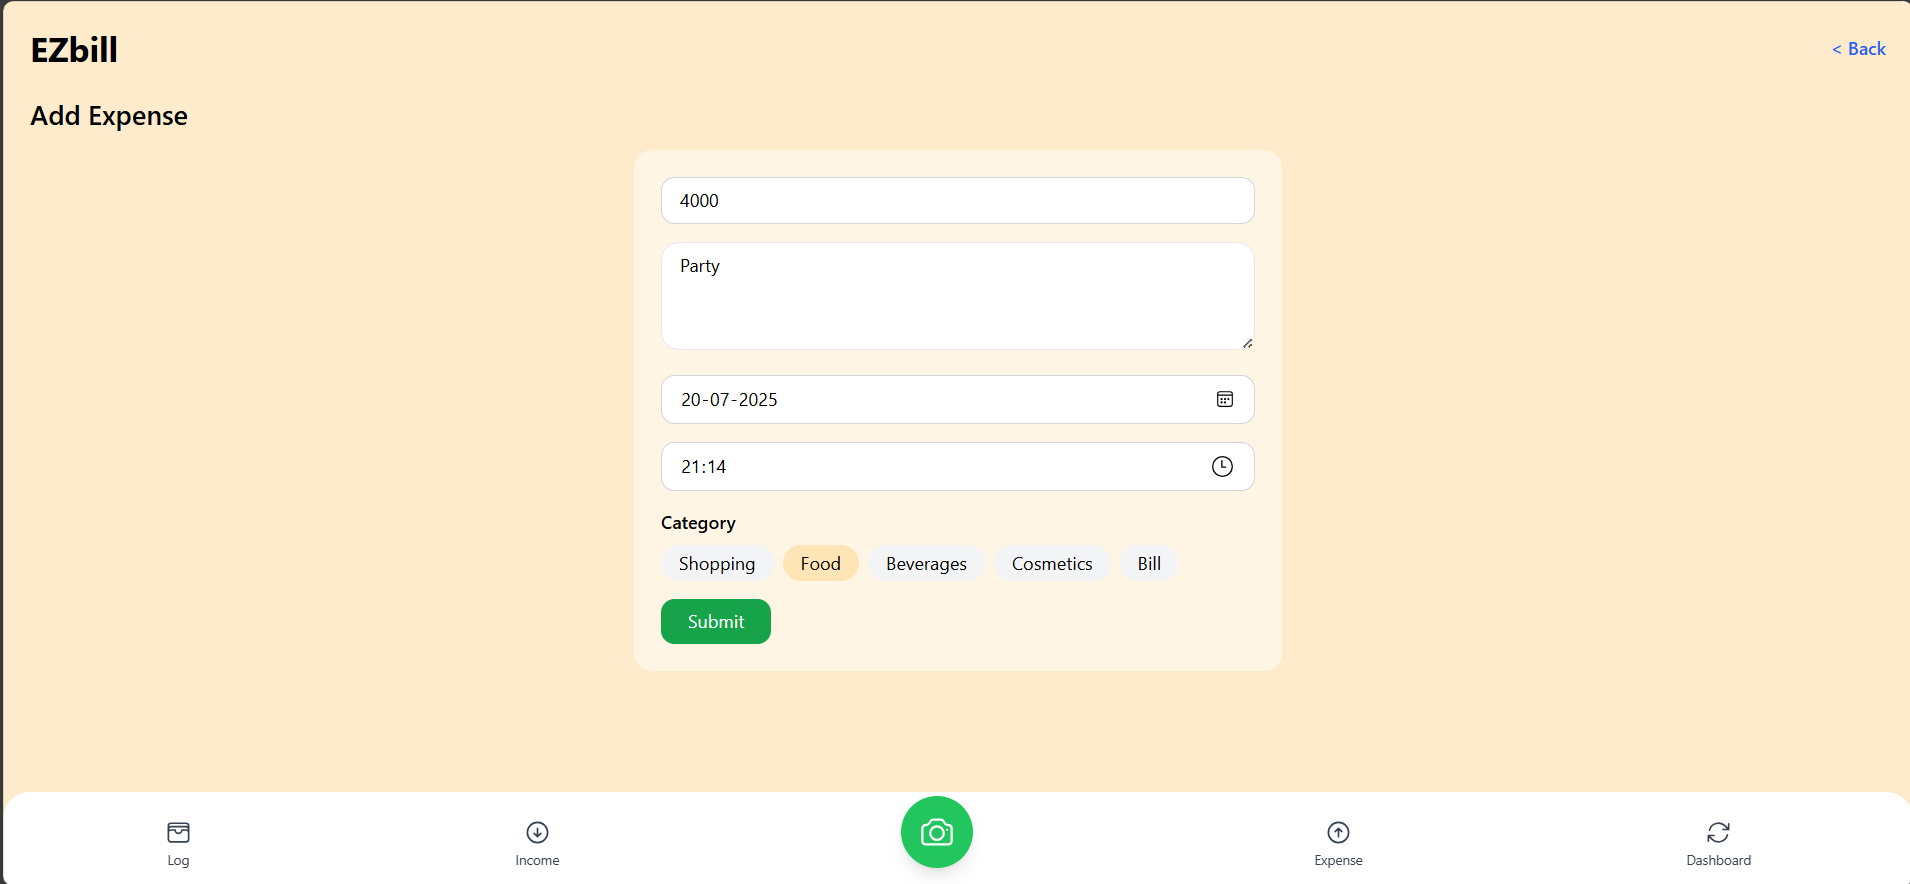 EZbill
< Back
Add Expense
4000
Party
20-07-2025
21:14
Category
Shopping Food Beverages Cosmetics Bill
Submit
Log Income Expense Dashboard